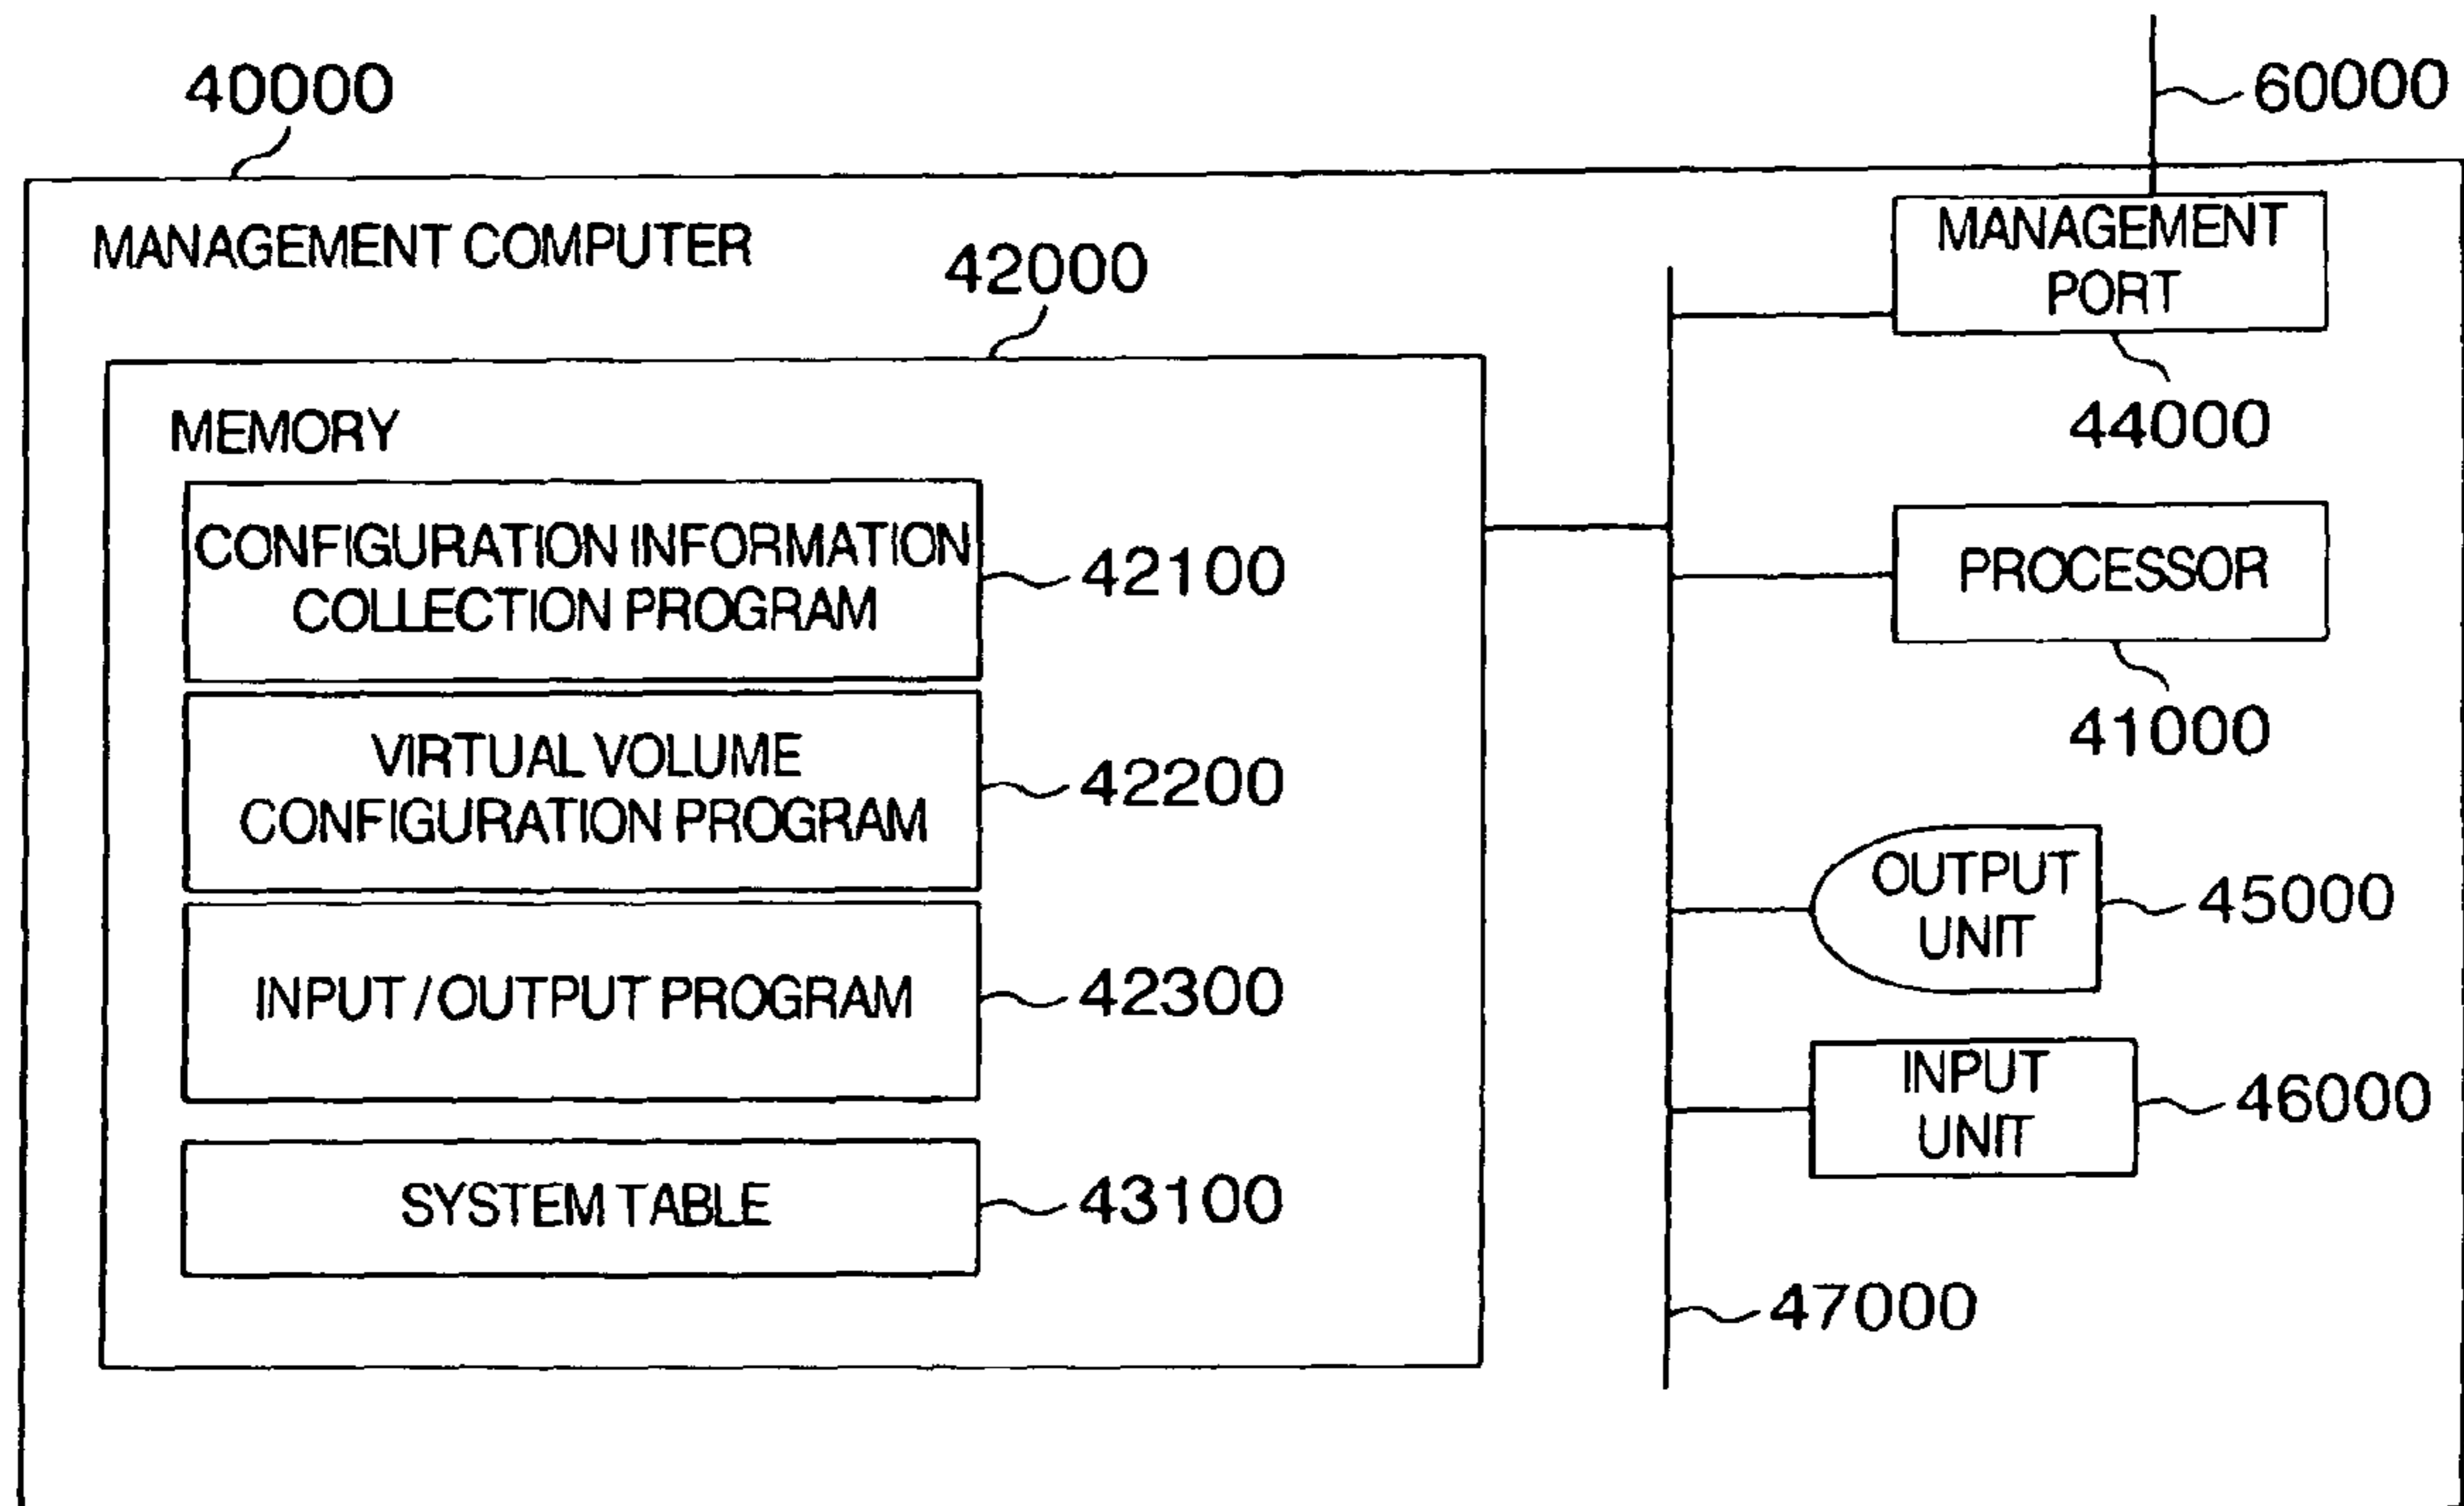 40000
60000
MANAGEMENT COMPUTER
42000
MANAGEMENT
PORT
44000
MEMORY
CONFIGURATION INFORMATION
COLLECTION PROGRAM
42100
PROCESSOR
41000
VIRTUAL VOLUME
CONFIGURATION PROGRAM
42200
OUTPUT
UNIT
45000
INPUT / OUTPUT PROGRAM
42300
INPUT
UNIT
46000
SYSTEM TABLE
43100
47000